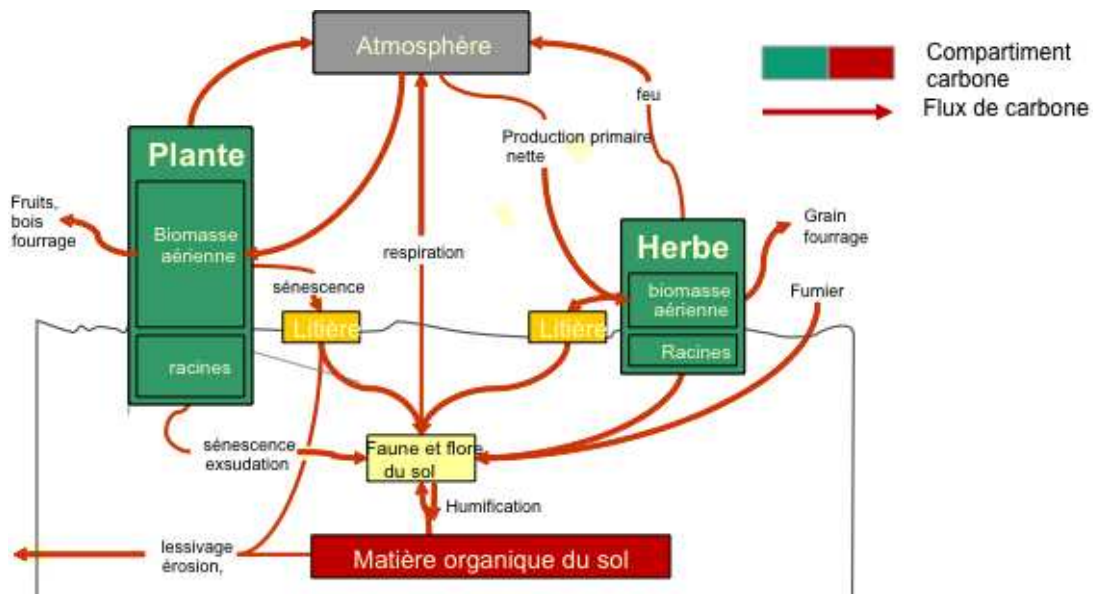 Atmosphère
Compartiment
carbone
Flux de carbone
feu
Production primaire
nette
Plante
Fruits,
bois
fourrage
Biomasse
aérienne
respiration
Herbe
Grain
fourrage
sénescence
biomasse
aérienne
Fumier
Litière
Litière
Racines
racines
sénescence
exsudation
Faune et flore
du sol
Humification
lessivage
érosion,
Matière organique du sol